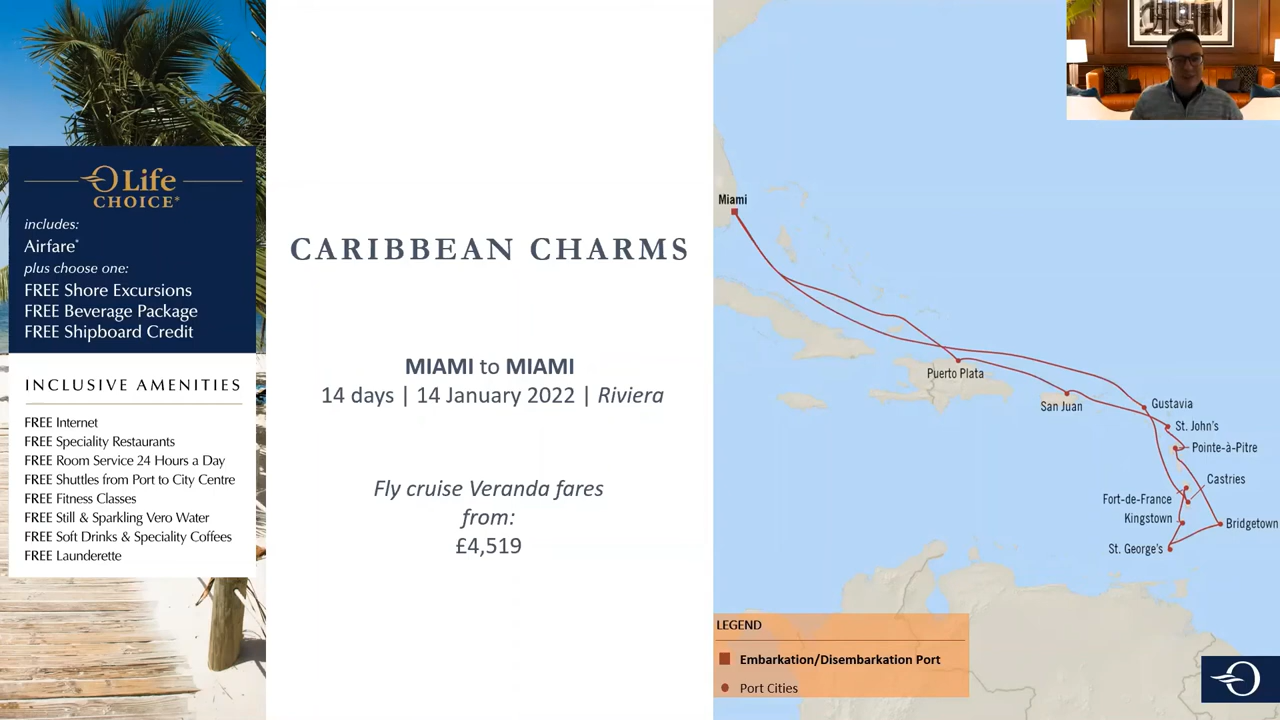 OLife
CHOICE*
includes:
Airfare*
plus choose one:
FREE Shore Excursions
FREE Beverage Package
FREE Shipboard Credit
INCLUSIVE AMENITIES
FREE Internet
FREE Speciality Restaurants
FREE Room Service 24 Hours a Day
FREE Shuttles from Port to City Centre
FREE Fitness Classes
FREE Still & Sparkling Vero Water
FREE Soft Drinks & Speciality Coffees
FREE Launderette
CARIBBEAN CHARMS
MIAMI to MIAMI
14 days | 14 January 2022 | Riviera
Fly cruise Veranda fares
from:
£4,519
Miami
Puerto Plata
San Juan
Gustavia
St. John's
Pointe-à-Pitre
Castries
Fort-de-France
Kingstown
Bridgetown
St. George's
LEGEND
Embarkation/Disembarkation Port
Port Cities